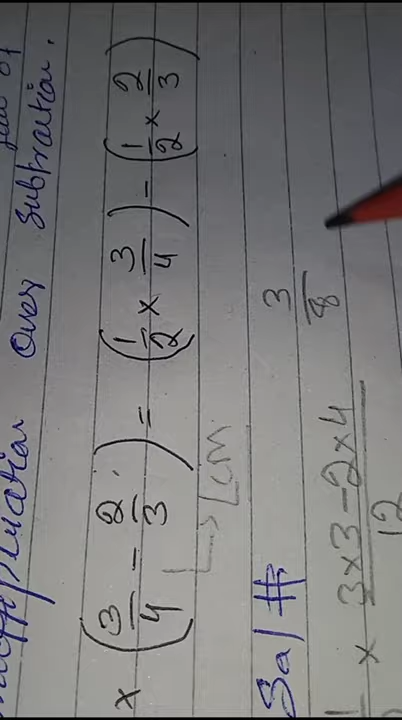 over subtraction.
× (3/4 - 2/3) = (1/2 × 3/4) - (1/2 × 2/3)
↳ LCM
Sol # 3/8
× 3×3-2×4/12